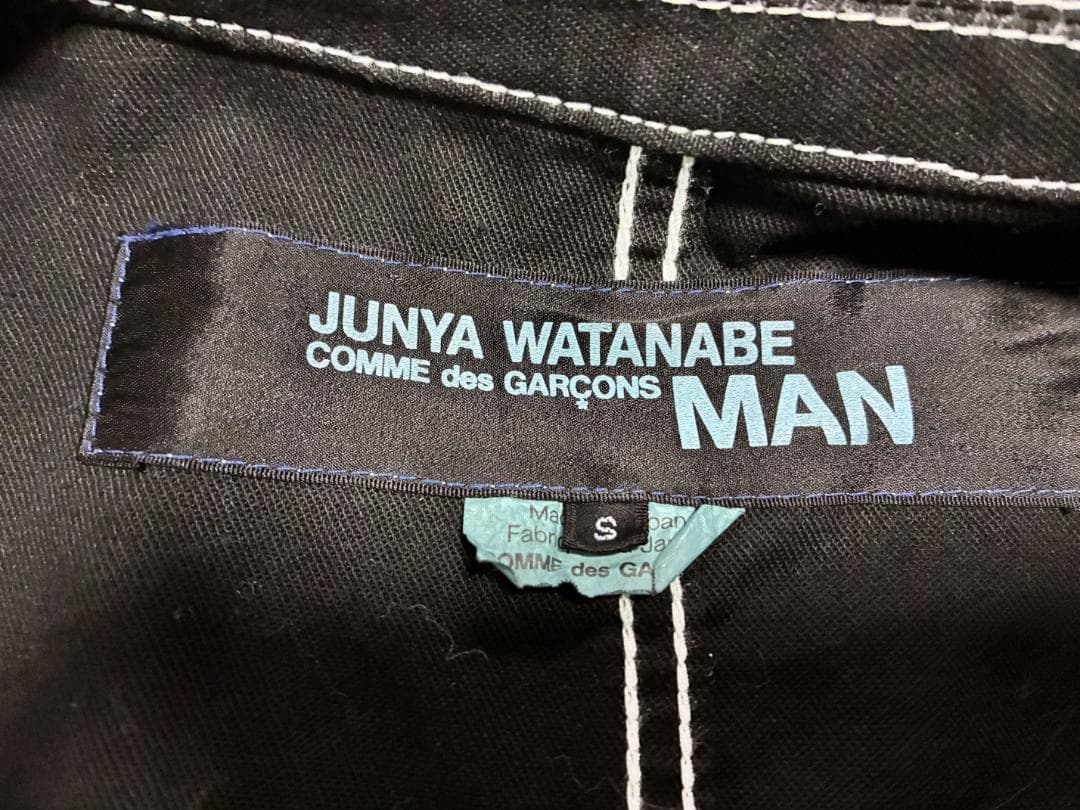 JUNYA WATANABE
COMME des GARÇONS MAN
S
COMME des GA